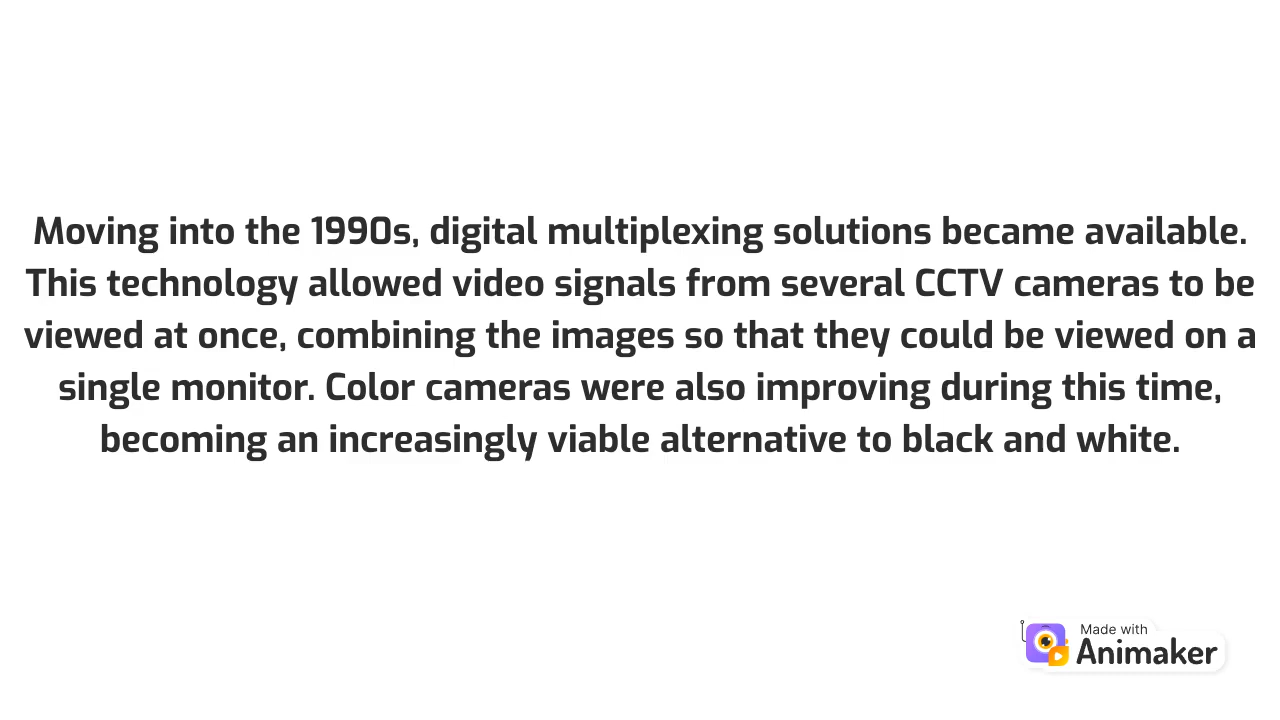 Moving into the 1990s, digital multiplexing solutions became available.
This technology allowed video signals from several CCTV cameras to be
viewed at once, combining the images so that they could be viewed on a
single monitor. Color cameras were also improving during this time,
becoming an increasingly viable alternative to black and white.
Made with
Animaker